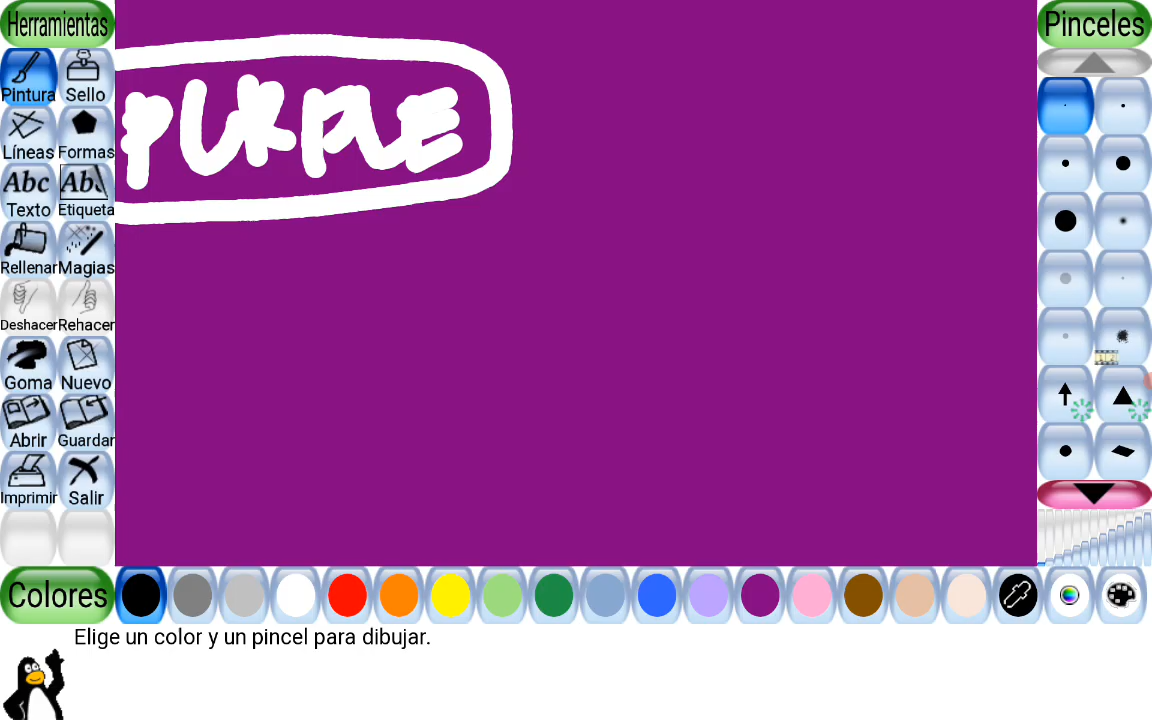 Herramientas
Pinceles
PURPLE
Pintura
Sello
Líneas
Formas
Abc
Abc
Texto
Etiqueta
Rellenar
Magias
Deshacer
Rehacer
Goma
Nuevo
Abrir
Guardar
Imprimir
Salir
Colores
Elige un color y un pincel para dibujar.